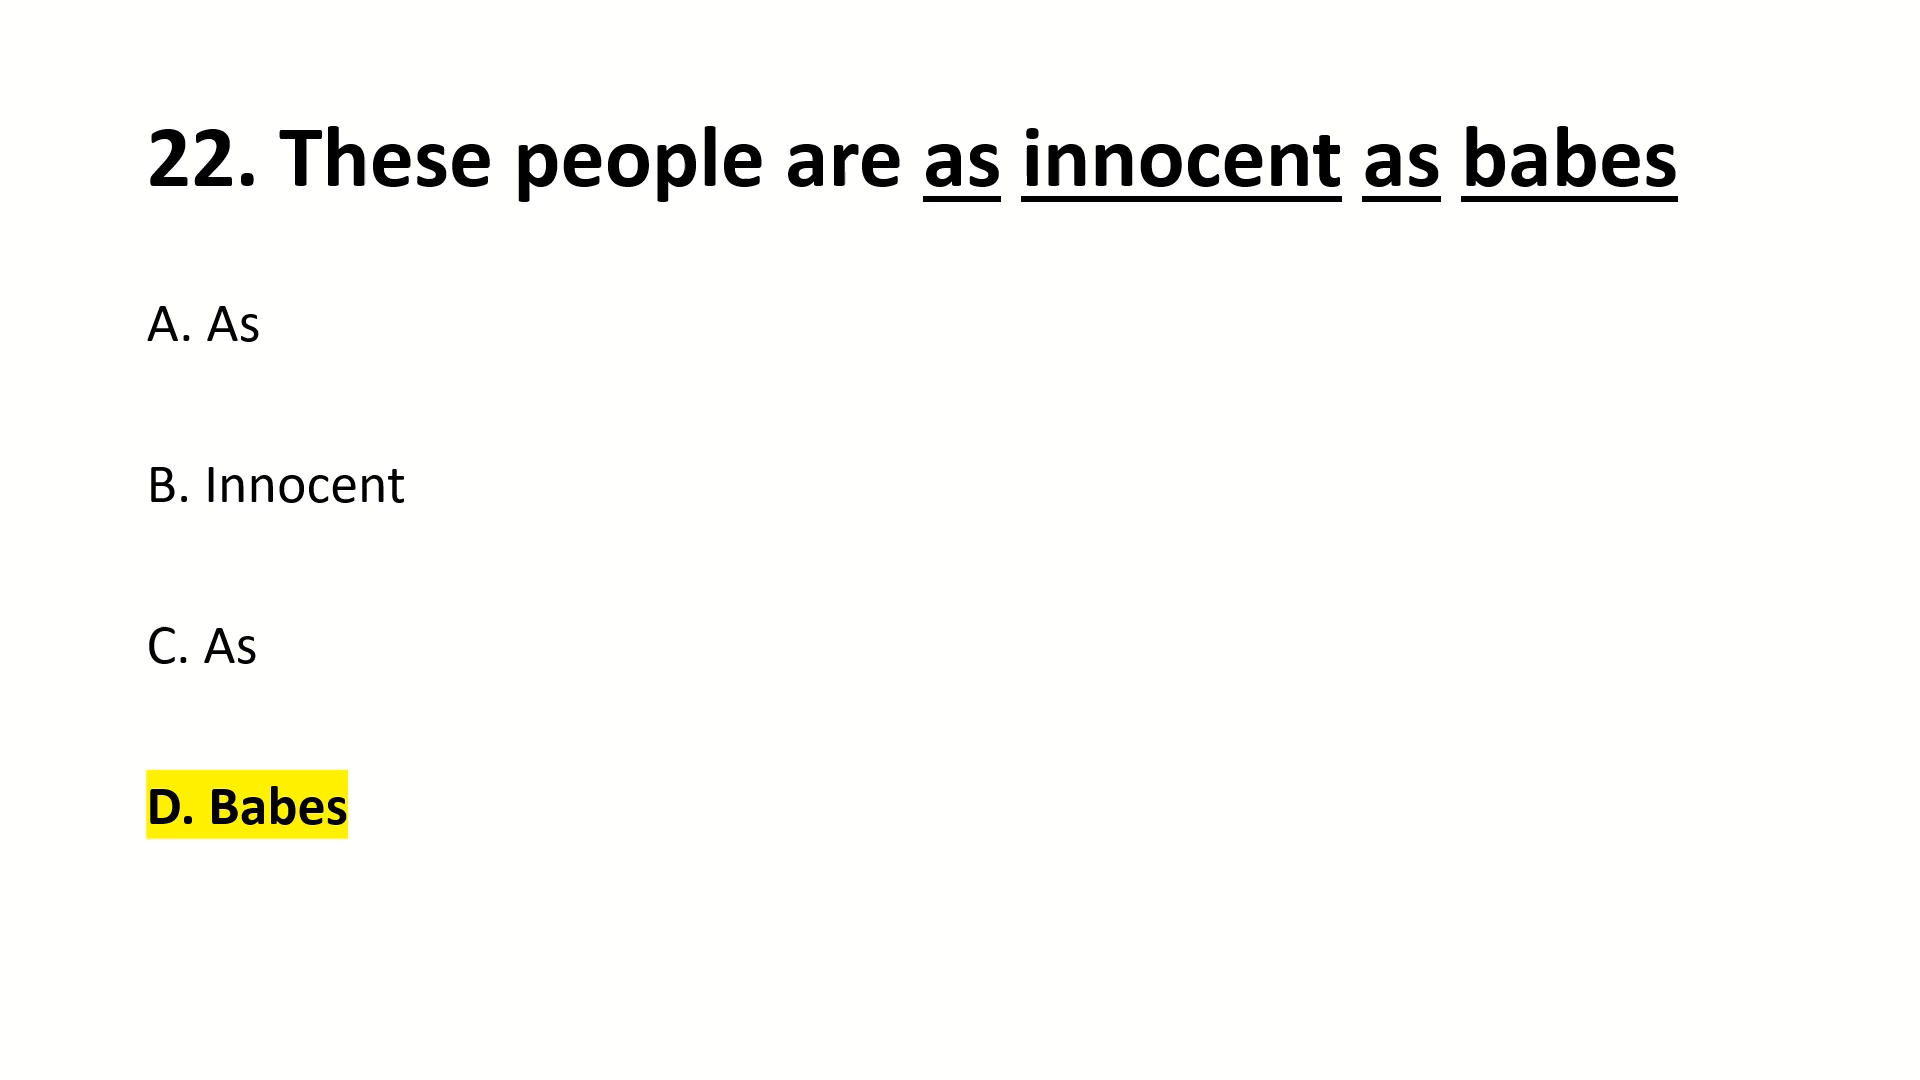 22. These people are as innocent as babes
A. As
B. Innocent
C. As
D. Babes